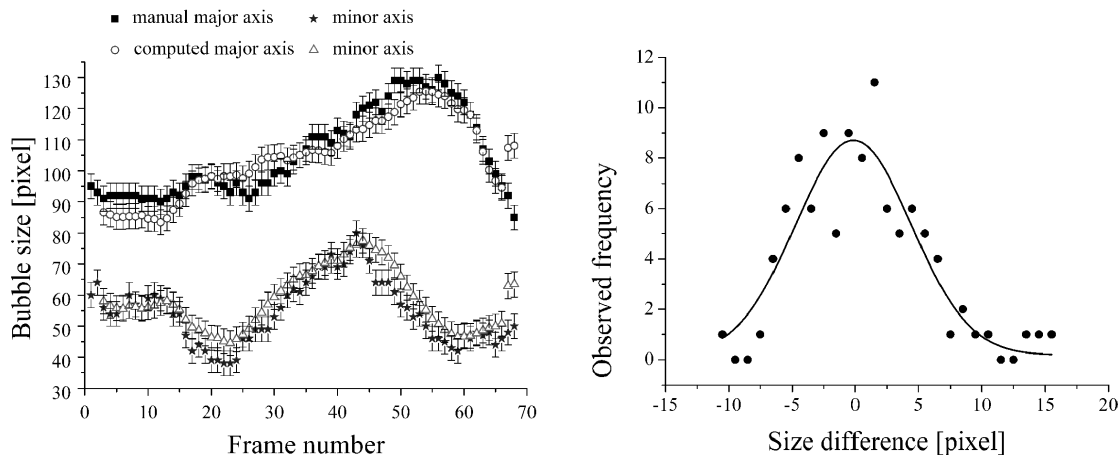 manual major axis
minor axis
computed major axis
minor axis
Bubble size [pixel]
130
120
110
100
90
80
70
60
50
40
30
0 10 20 30 40 50 60 70
Frame number
Observed frequency
12
10
8
6
4
2
0
-15 -10 -5 0 5 10 15 20
Size difference [pixel]